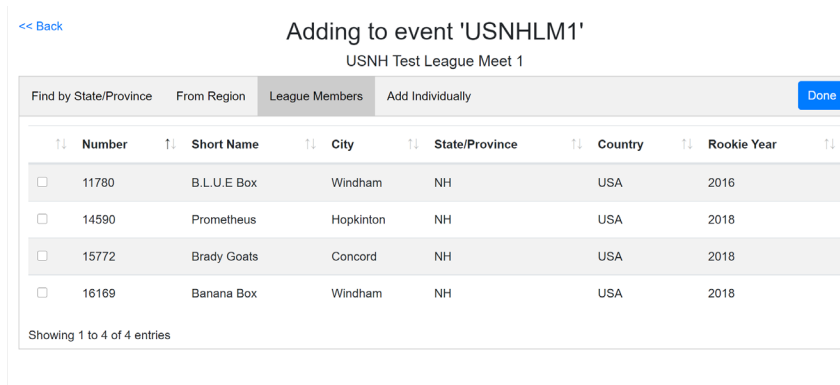 << Back
Adding to event 'USNHLM1'
USNH Test League Meet 1
Find by State/Province From Region League Members Add Individually Done
Number Short Name City State/Province Country Rookie Year
11780 B.L.U.E Box Windham NH USA 2016
14590 Prometheus Hopkinton NH USA 2018
15772 Brady Goats Concord NH USA 2018
16169 Banana Box Windham NH USA 2018
Showing 1 to 4 of 4 entries